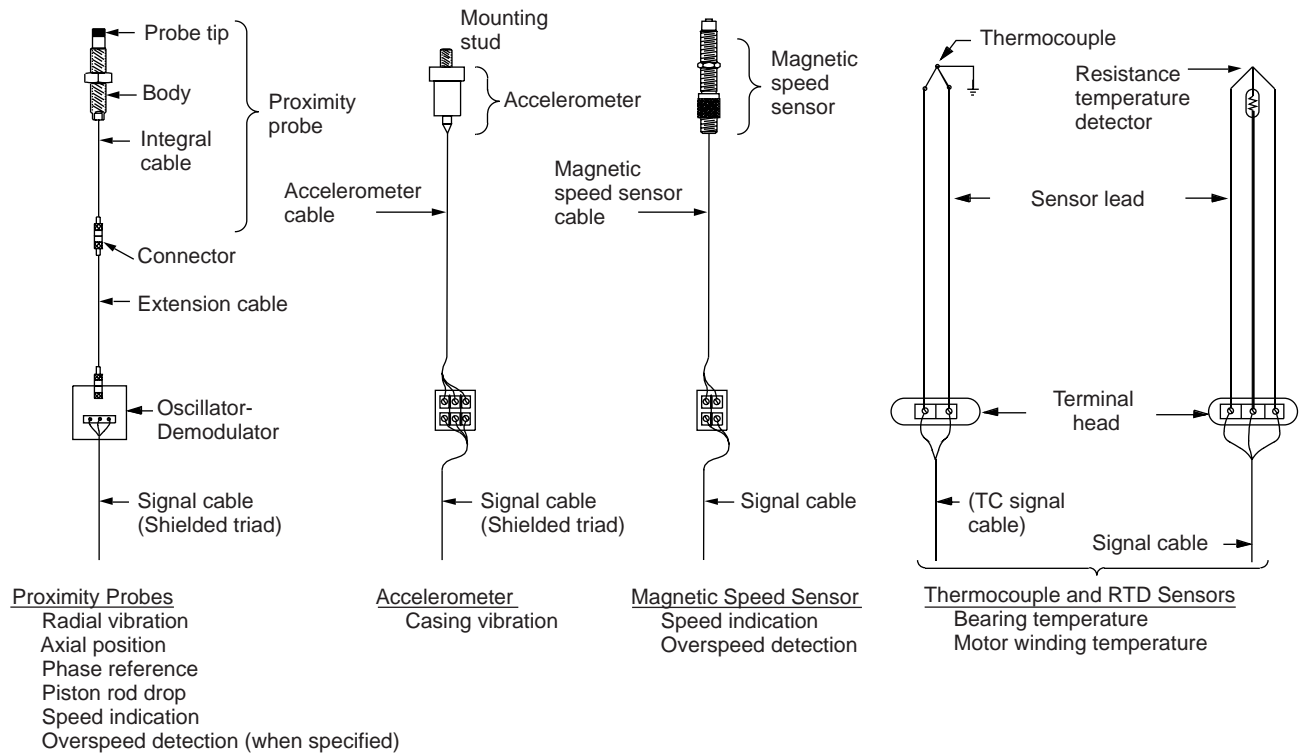 Probe tip
Body
Integral
cable
Proximity
probe
Connector
Extension cable
Oscillator-
Demodulator
Signal cable
(Shielded triad)
Proximity Probes
Radial vibration
Axial position
Phase reference
Piston rod drop
Speed indication
Overspeed detection (when specified)
Mounting
stud
Accelerometer
Accelerometer
cable
Signal cable
(Shielded triad)
Accelerometer
Casing vibration
Magnetic
speed
sensor
Magnetic
speed sensor
cable
Signal cable
Magnetic Speed Sensor
Speed indication
Overspeed detection
Thermocouple
Resistance
temperature
detector
Sensor lead
Terminal
head
(TC signal
cable)
Signal cable
Thermocouple and RTD Sensors
Bearing temperature
Motor winding temperature